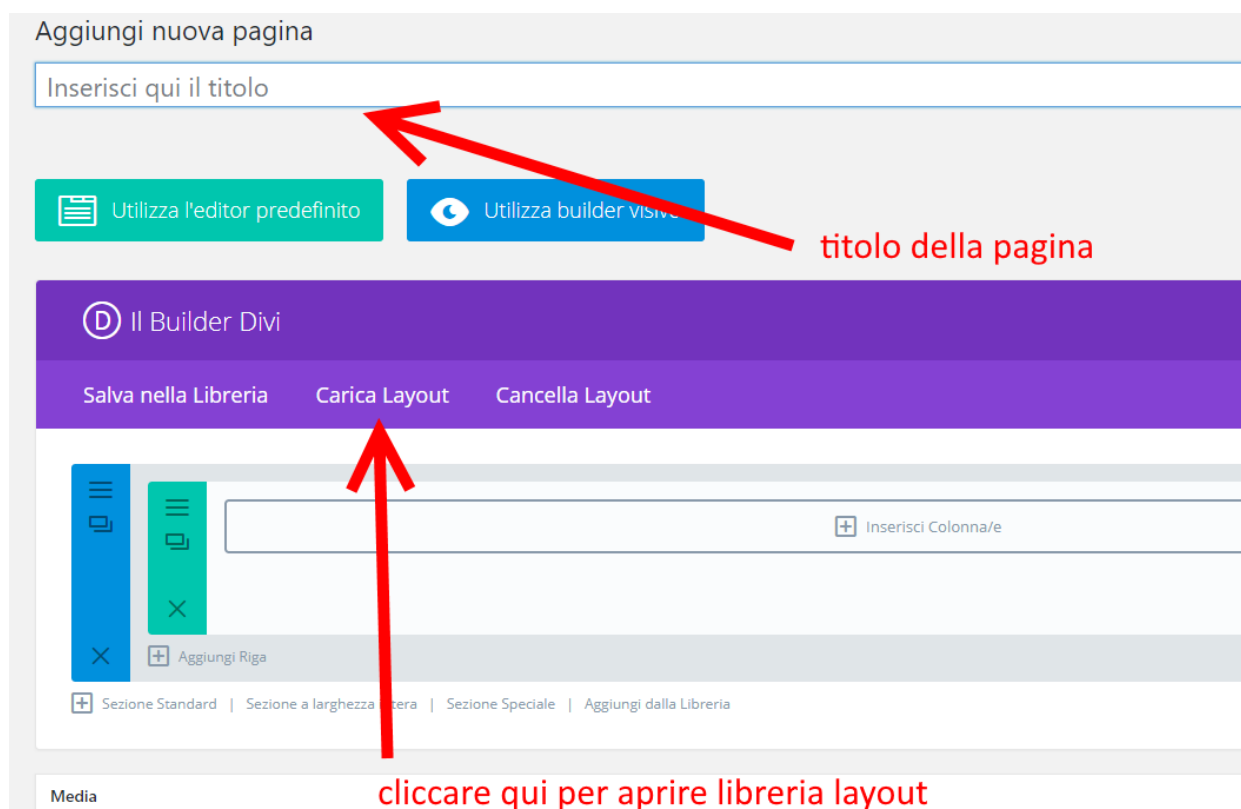 Aggiungi nuova pagina
Inserisci qui il titolo
Utilizza l'editor predefinito
Utilizza builder visivo
titolo della pagina
D Il Builder Divi
Salva nella Libreria Carica Layout Cancella Layout
Inserisci Colonna/e
Aggiungi Riga
Sezione Standard | Sezione a larghezza intera | Sezione Speciale | Aggiungi dalla Libreria
Media
cliccare qui per aprire libreria layout